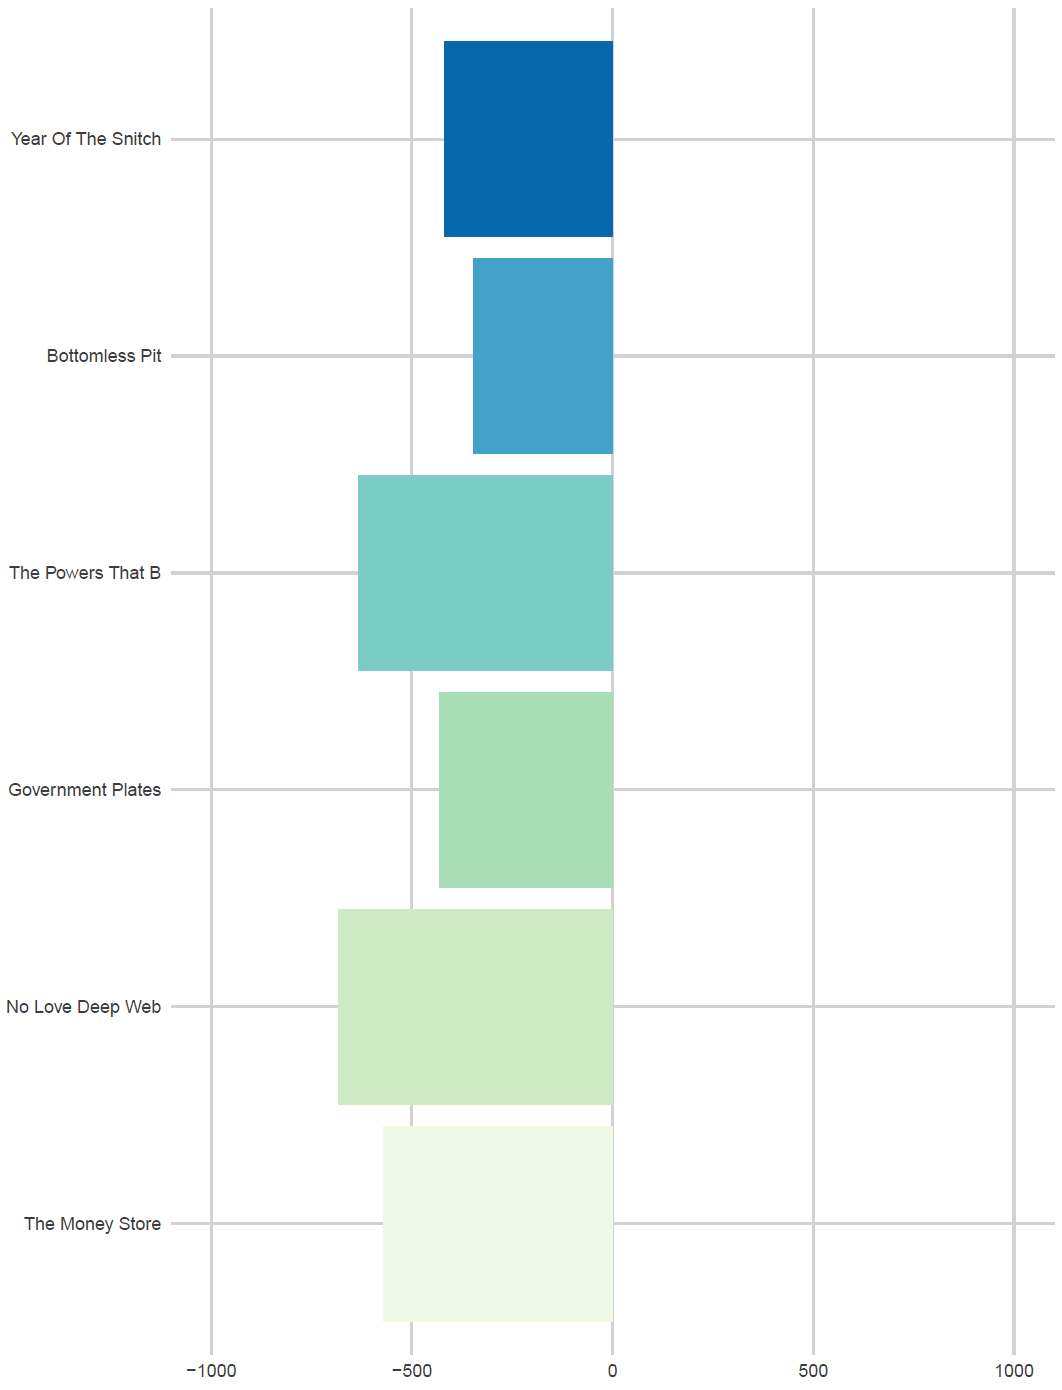 Year Of The Snitch
Bottomless Pit
The Powers That B
Government Plates
No Love Deep Web
The Money Store
−1000 −500 0 500 1000